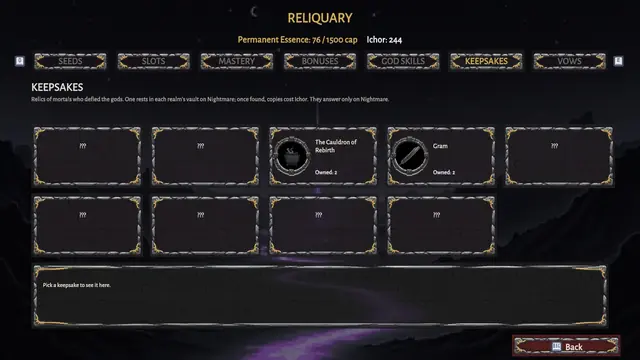 RELIQUARY
Permanent Essence: 76 / 1500 cap Ichor: 244
SEEDS SLOTS MASTERY BONUSES GOD SKILLS KEEPSAKES VOWS
KEEPSAKES
Relics of mortals who defied the gods. One rests in each realm's vault on Nightmare; once found, copies cost Ichor. They answer only on Nightmare.
???
???
The Cauldron of
Rebirth
Owned: 2
Gram
Owned: 2
???
???
???
???
???
Pick a keepsake to see it here.
Back